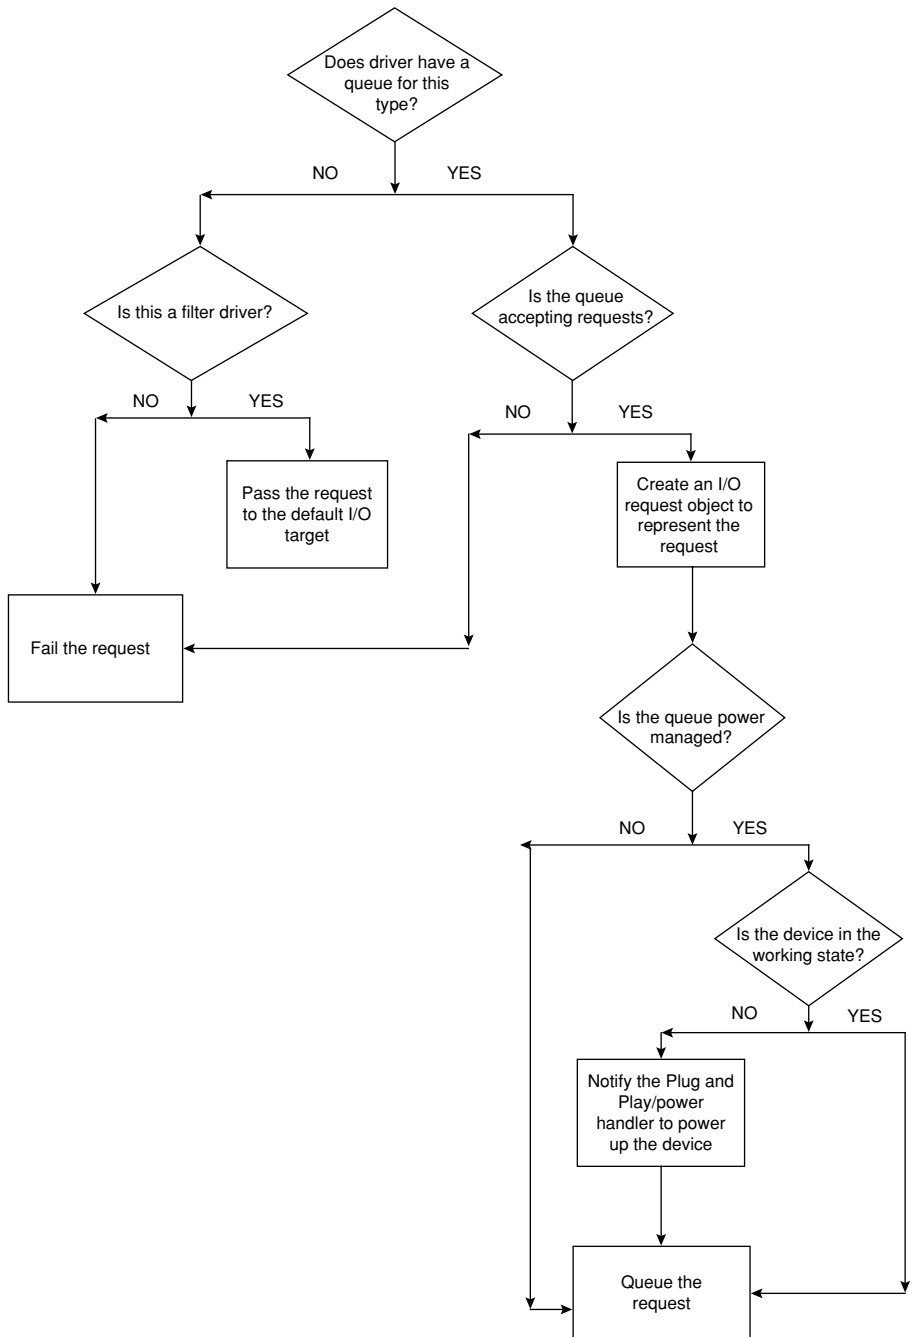 Does driver have a
queue for this
type?
NO
YES
Is this a filter driver?
Is the queue
accepting requests?
NO
YES
NO
YES
Pass the request
to the default I/O
target
Create an I/O
request object to
represent the
request
Fail the request
Is the queue power
managed?
NO
YES
Is the device in the
working state?
NO
YES
Notify the Plug and
Play/power
handler to power
up the device
Queue the
request